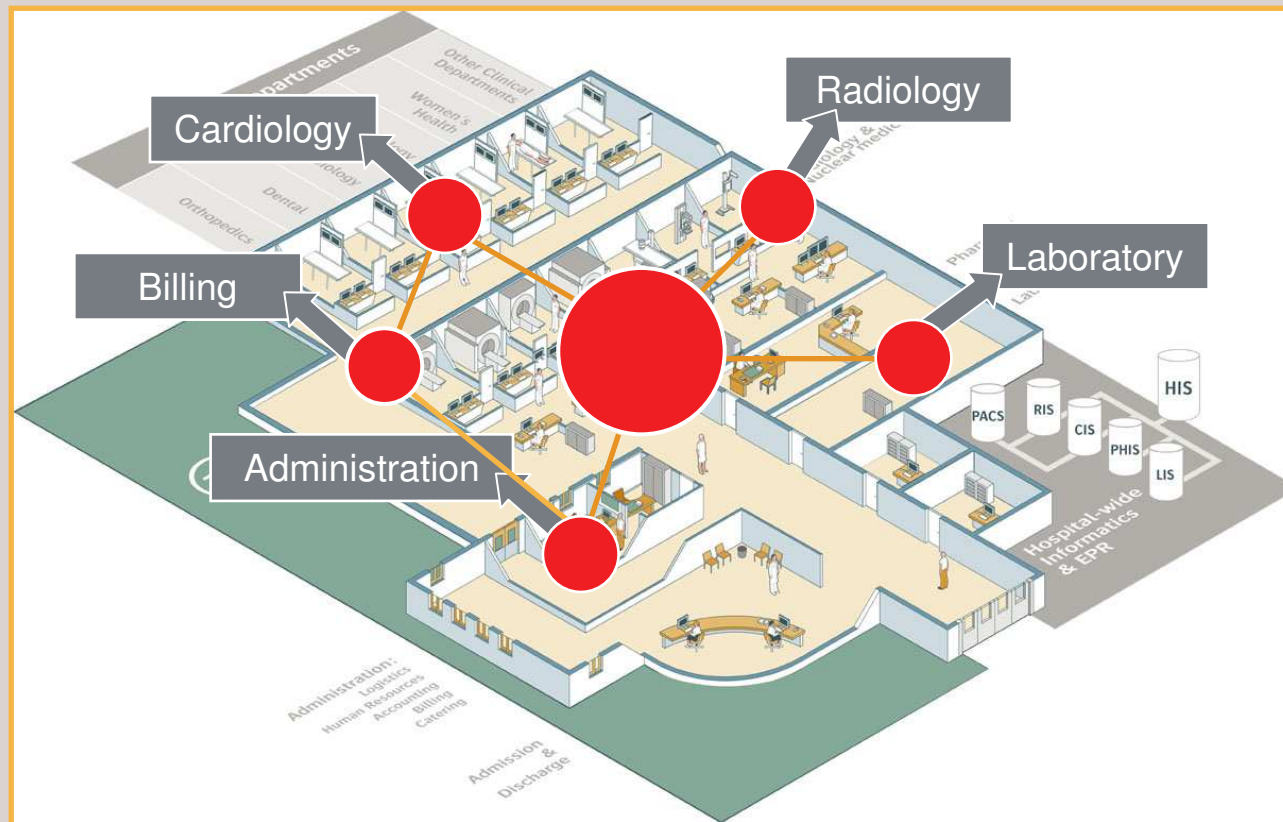 Other Clinical
Departments
Women's
Health
Dental
Orthopedics
Cardiology
Radiology
Nuclear
Billing
Laboratory
Administration
PACS
RIS
CIS
PHIS
LIS
HIS
Hospital-wide
Informatics
& EPR
Administration:
Logistics
Human Resources
Accounting
Billing
Catering
Admission
&
Discharge